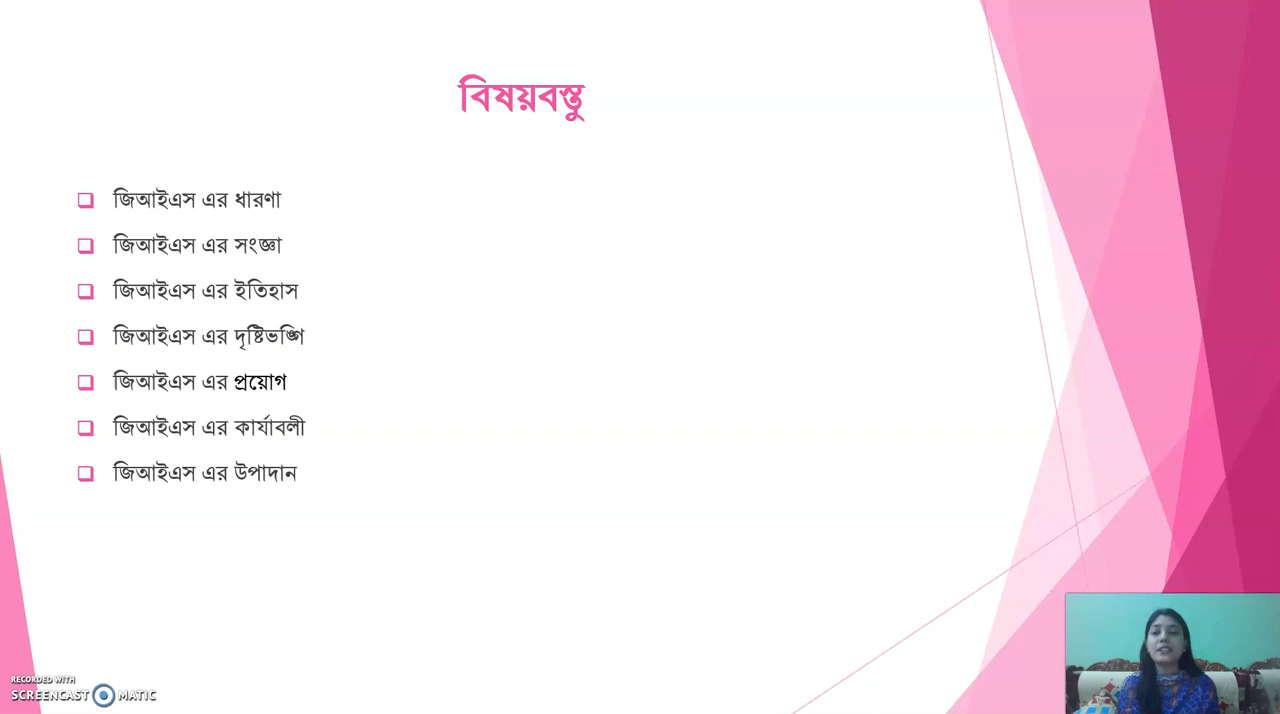 বিষয়বস্তু
জিআইএস এর ধারণা
জিআইএস এর সংজ্ঞা
জিআইএস এর ইতিহাস
জিআইএস এর দৃষ্টিভঙ্গি
জিআইএস এর প্রয়োগ
জিআইএস এর কার্যাবলী
জিআইএস এর উপাদান
RECORDED WITH
SCREENCAST MATIC